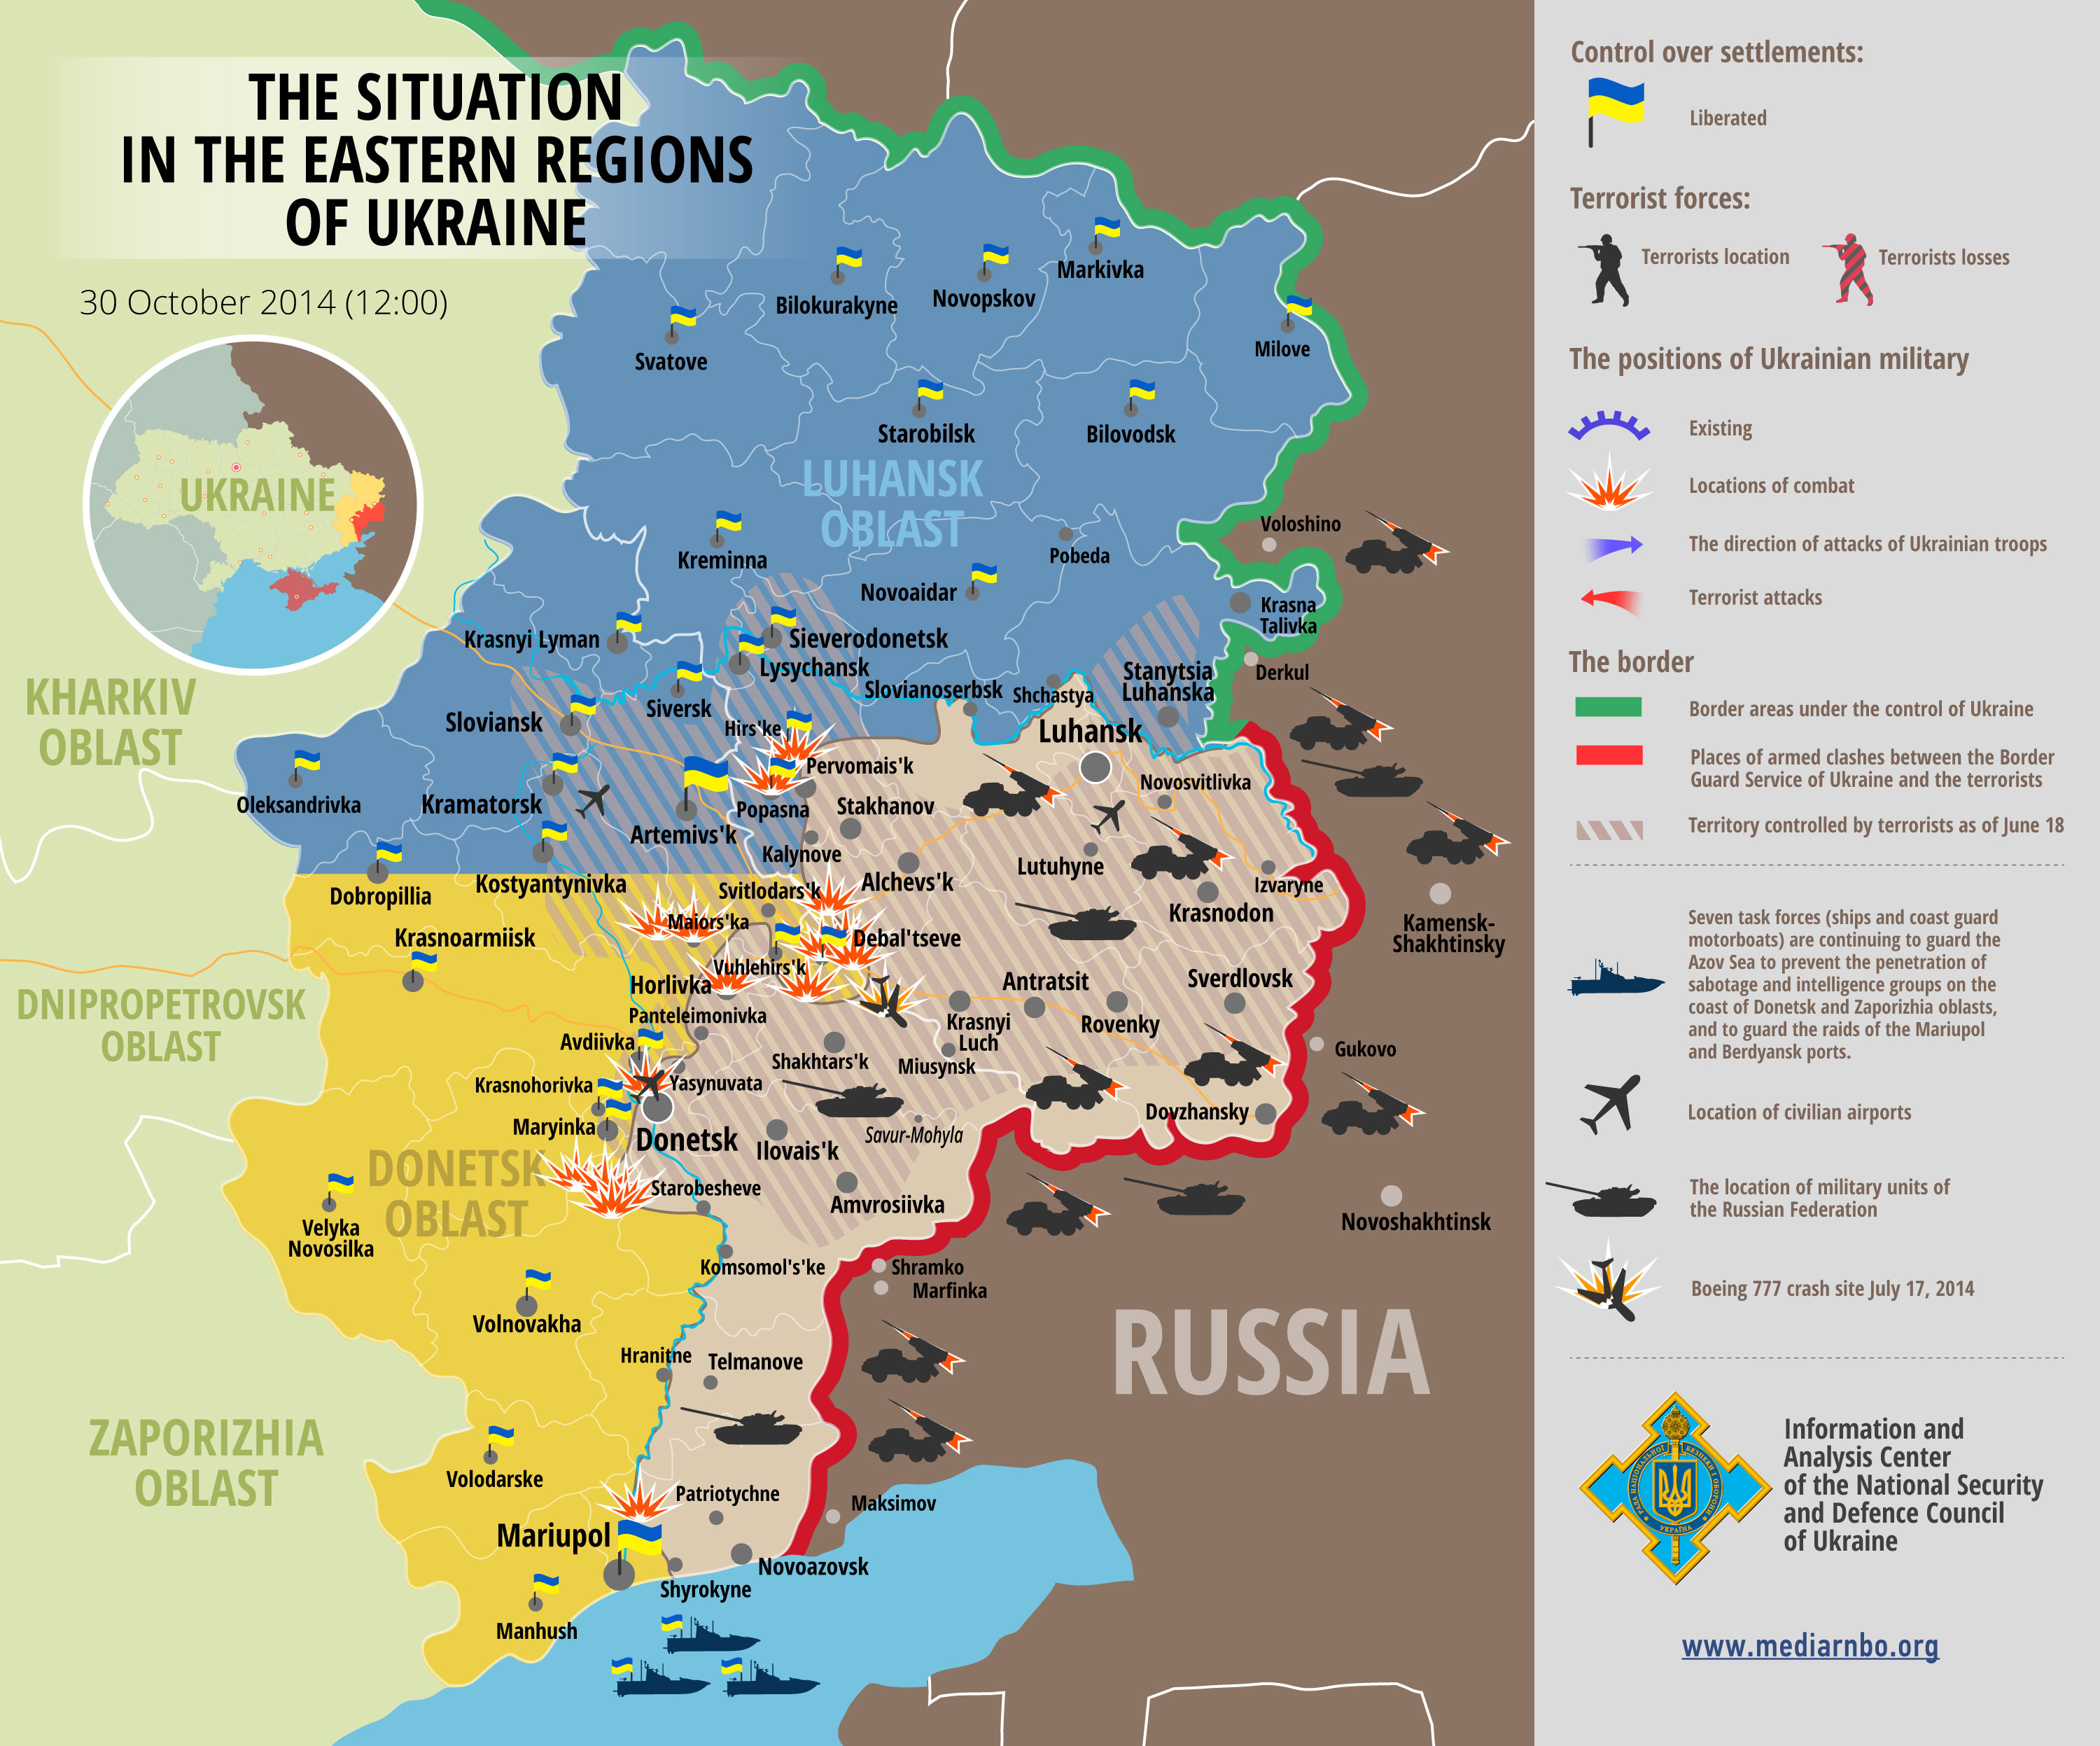 THE SITUATION
IN THE EASTERN REGIONS
OF UKRAINE
30 October 2014 (12:00)
UKRAINE
KHARKIV
OBLAST
DNIPROPETROVSK
OBLAST
ZAPORIZHIA
OBLAST
LUHANSK
OBLAST
DONETSK
OBLAST
RUSSIA
Markivka
Bilokurakyne
Novopskov
Milove
Svatove
Starobilsk
Bilovodsk
Voloshino
Pobeda
Kreminna
Novoaidar
Krasna
Talivka
Krasnyi Lyman
Sieverodonetsk
Lysychansk
Derkul
Stanytsia
Luhanska
Slovianoserbsk
Shchastya
Siversk
Sloviansk
Hirs'ke
Luhansk
Pervomais'k
Novosvitlivka
Oleksandrivka
Kramatorsk
Popasna
Stakhanov
Artemivs'k
Kalynove
Lutuhyne
Alchevs'k
Izvaryne
Dobropillia
Kostyantynivka
Svitlodars'k
Krasnodon
Maiors'ka
Kamensk-
Shakhtinsky
Krasnoarmiisk
Debal'tseve
Vuhlehirs'k
Horlivka
Antratsit
Sverdlovsk
Panteleimonivka
Krasnyi
Luch
Rovenky
Avdiivka
Gukovo
Shakhtars'k
Miusynsk
Krasnohorivka
Yasynuvata
Dovzhansky
Maryinka
Donetsk
Ilovais'k
Savur-Mohyla
Starobesheve
Amvrosiivka
Novoshakhtinsk
Velyka
Novosilka
Komsomol's'ke
Shramko
Marfinka
Volnovakha
Hranitne
Telmanove
Volodarske
Patriotychne
Maksimov
Mariupol
Novoazovsk
Shyrokyne
Manhush
Control over settlements:
Liberated
Terrorist forces:
Terrorists location
Terrorists losses
The positions of Ukrainian military
Existing
Locations of combat
The direction of attacks of Ukrainian troops
Terrorist attacks
The border
Border areas under the control of Ukraine
Places of armed clashes between the Border
Guard Service of Ukraine and the terrorists
Territory controlled by terrorists as of June 18
Seven task forces (ships and coast guard
motorboats) are continuing to guard the
Azov Sea to prevent the penetration of
sabotage and intelligence groups on the
coast of Donetsk and Zaporizhia oblasts,
and to guard the raids of the Mariupol
and Berdyansk ports.
Location of civilian airports
The location of military units of
the Russian Federation
Boeing 777 crash site July 17, 2014
РАДА НАЦІОНАЛЬНОЇ БЕЗПЕКИ І ОБОРОНИ
УКРАЇНА
Information and
Analysis Center
of the National Security
and Defence Council
of Ukraine
www.mediarnbo.org